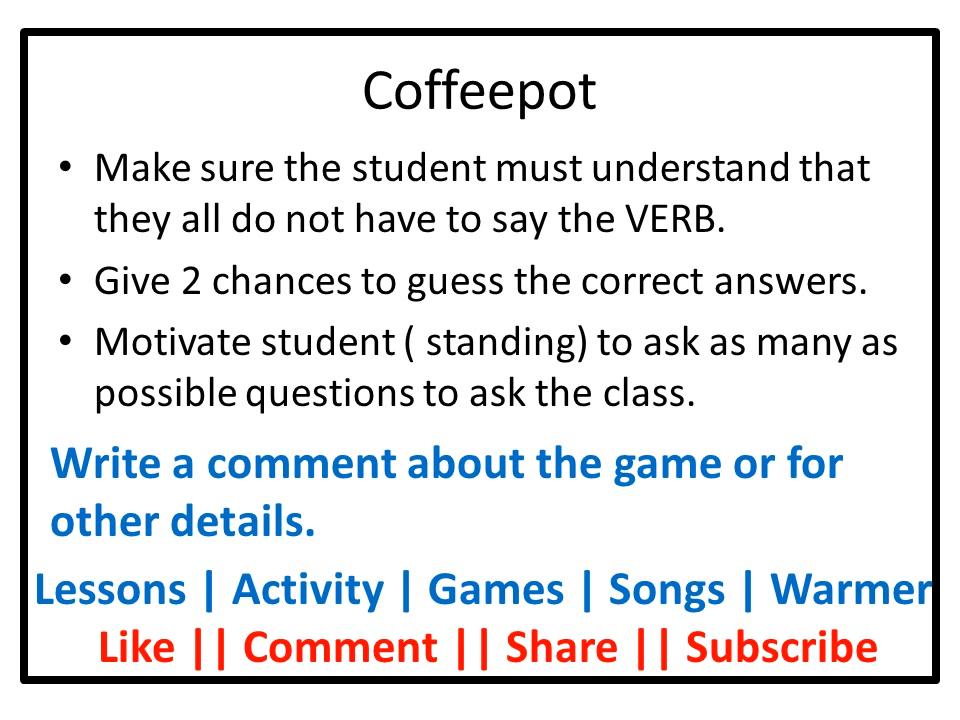 Coffeepot
• Make sure the student must understand that
they all do not have to say the VERB.
• Give 2 chances to guess the correct answers.
• Motivate student ( standing) to ask as many as
possible questions to ask the class.
Write a comment about the game or for
other details.
Lessons | Activity | Games | Songs | Warmer
Like || Comment || Share || Subscribe